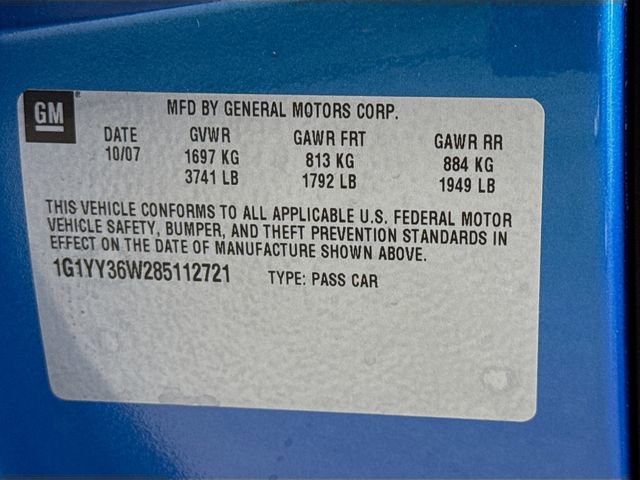 GM
MFD BY GENERAL MOTORS CORP.
DATE GVWR GAWR FRT GAWR RR
10/07 1697 KG 813 KG 884 KG
3741 LB 1792 LB 1949 LB
THIS VEHICLE CONFORMS TO ALL APPLICABLE U.S. FEDERAL MOTOR
VEHICLE SAFETY, BUMPER, AND THEFT PREVENTION STANDARDS IN
EFFECT ON THE DATE OF MANUFACTURE SHOWN ABOVE.
1G1YY36W285112721 TYPE: PASS CAR